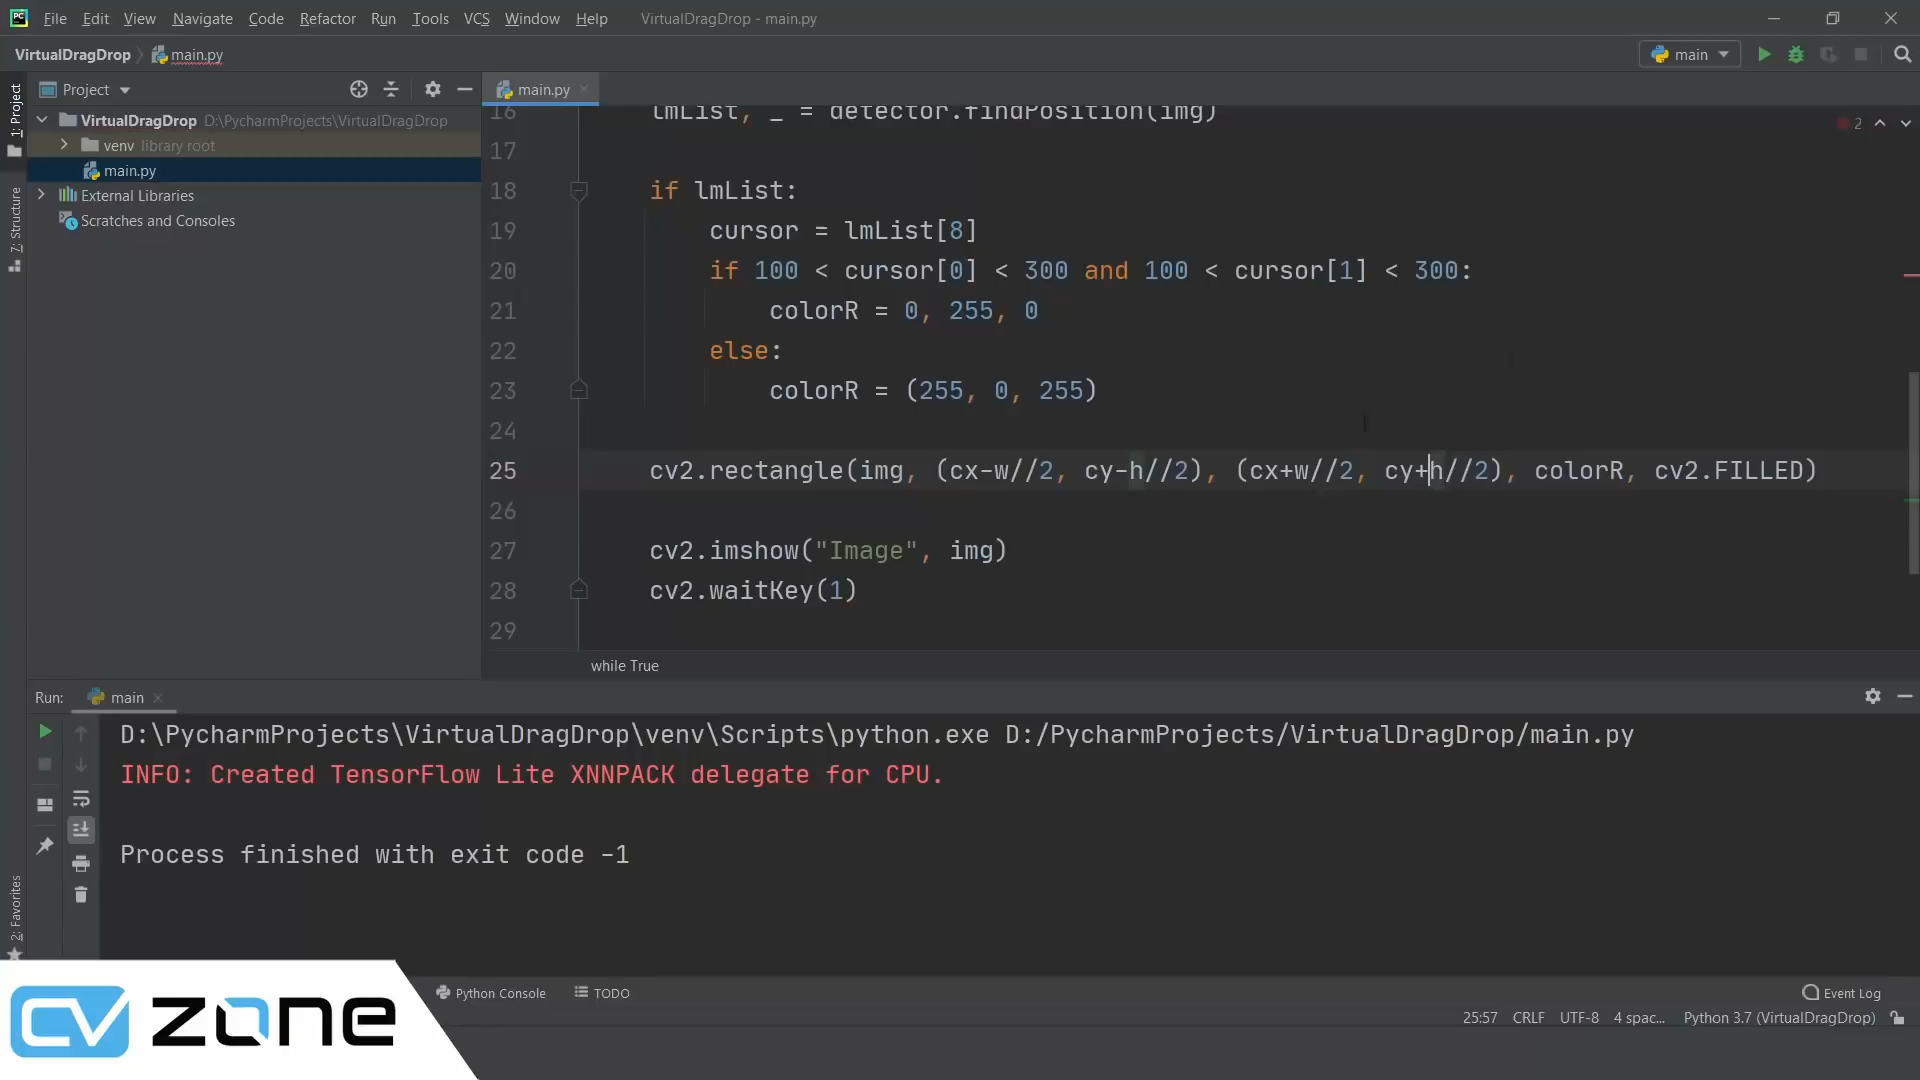 PC File Edit View Navigate Code Refactor Run Tools VCS Window Help VirtualDragDrop - main.py
VirtualDragDrop main.py main
1: Project
Project main.py
VirtualDragDrop D:\PycharmProjects\VirtualDragDrop
venv library root
main.py
External Libraries
Scratches and Consoles
7: Structure
16 lmList, _ = detector.findPosition(img)
2
17
18 if lmList:
19 cursor = lmList[8]
20 if 100 < cursor[0] < 300 and 100 < cursor[1] < 300:
21 colorR = 0, 255, 0
22 else:
23 colorR = (255, 0, 255)
24
25 cv2.rectangle(img, (cx-w//2, cy-h//2), (cx+w//2, cy+h//2), colorR, cv2.FILLED)
26
27 cv2.imshow("Image", img)
28 cv2.waitKey(1)
29
while True
Run: main
D:\PycharmProjects\VirtualDragDrop\venv\Scripts\python.exe D:/PycharmProjects/VirtualDragDrop/main.py
INFO: Created TensorFlow Lite XNNPACK delegate for CPU.
Process finished with exit code -1
2: Favorites
Python Console TODO Event Log
25:57 CRLF UTF-8 4 spac... Python 3.7 (VirtualDragDrop)
CV ZONE